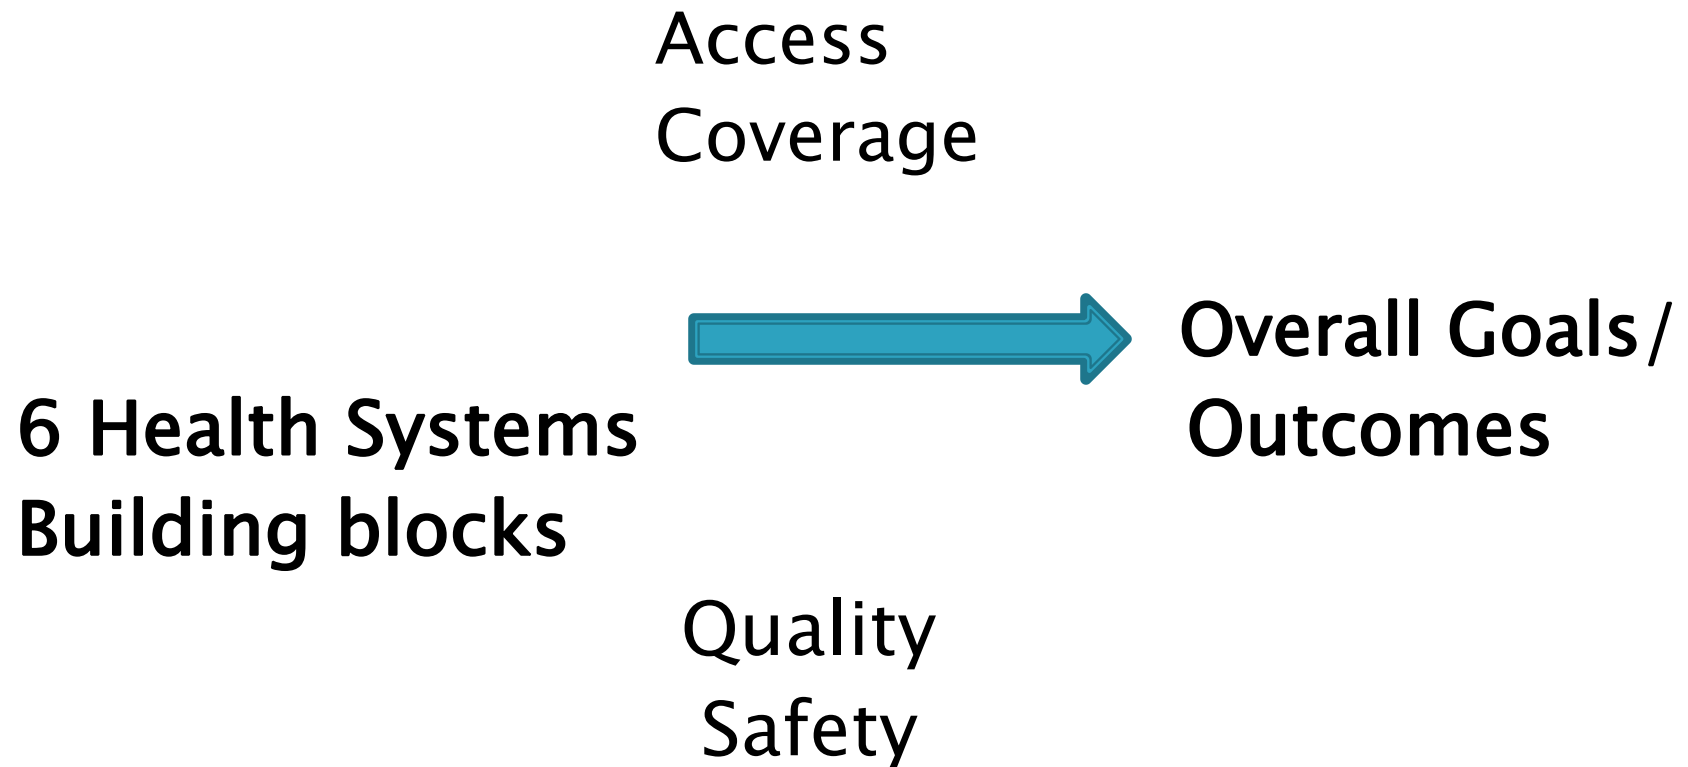 Access
Coverage
6 Health Systems
Building blocks
Overall Goals/
Outcomes
Quality
Safety